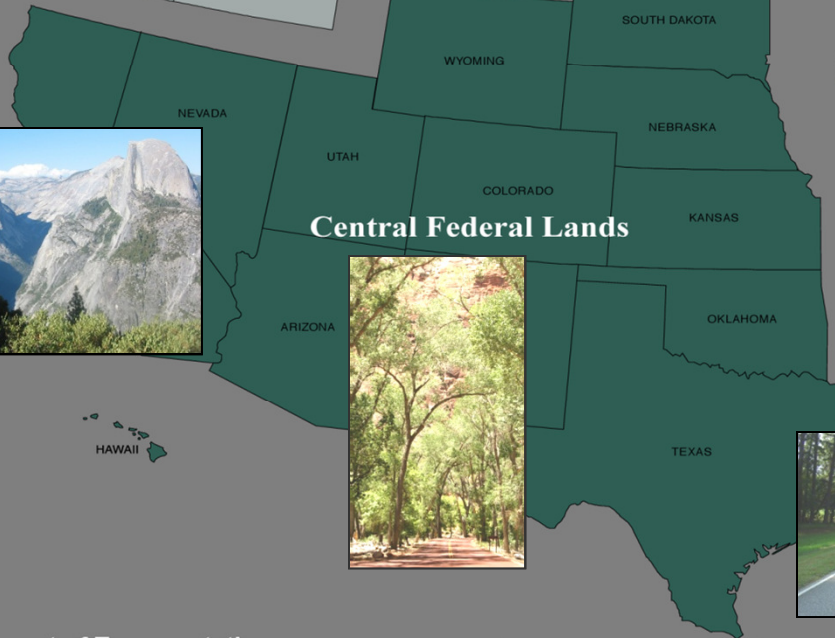 SOUTH DAKOTA
WYOMING
NEVADA
NEBRASKA
UTAH
COLORADO
KANSAS
Central Federal Lands
OKLAHOMA
ARIZONA
HAWAII
TEXAS